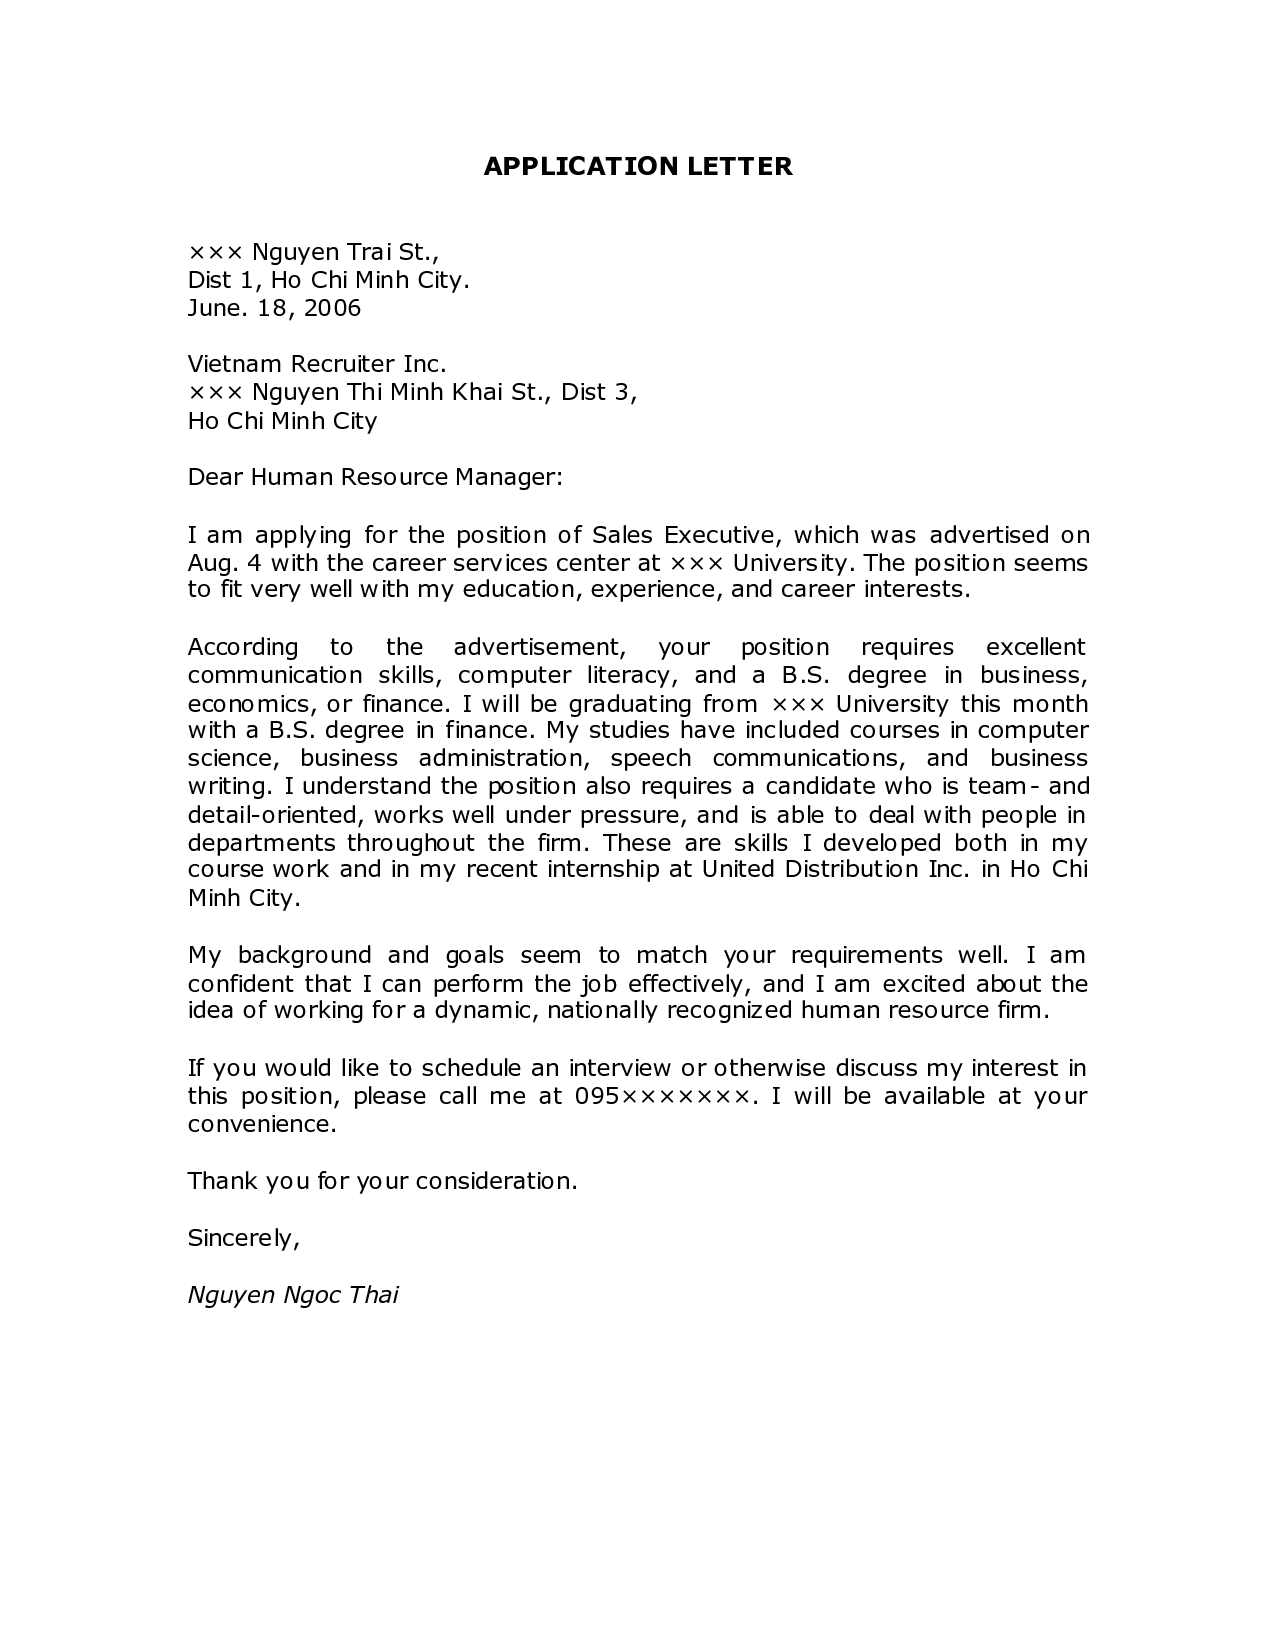 APPLICATION LETTER
××× Nguyen Trai St.,
Dist 1, Ho Chi Minh City.
June. 18, 2006
Vietnam Recruiter Inc.
××× Nguyen Thi Minh Khai St., Dist 3,
Ho Chi Minh City
Dear Human Resource Manager:
I am applying for the position of Sales Executive, which was advertised on
Aug. 4 with the career services center at ××× University. The position seems
to fit very well with my education, experience, and career interests.
According to the advertisement, your position requires excellent
communication skills, computer literacy, and a B.S. degree in business,
economics, or finance. I will be graduating from ××× University this month
with a B.S. degree in finance. My studies have included courses in computer
science, business administration, speech communications, and business
writing. I understand the position also requires a candidate who is team- and
detail-oriented, works well under pressure, and is able to deal with people in
departments throughout the firm. These are skills I developed both in my
course work and in my recent internship at United Distribution Inc. in Ho Chi
Minh City.
My background and goals seem to match your requirements well. I am
confident that I can perform the job effectively, and I am excited about the
idea of working for a dynamic, nationally recognized human resource firm.
If you would like to schedule an interview or otherwise discuss my interest in
this position, please call me at 095×××××××. I will be available at your
convenience.
Thank you for your consideration.
Sincerely,
Nguyen Ngoc Thai